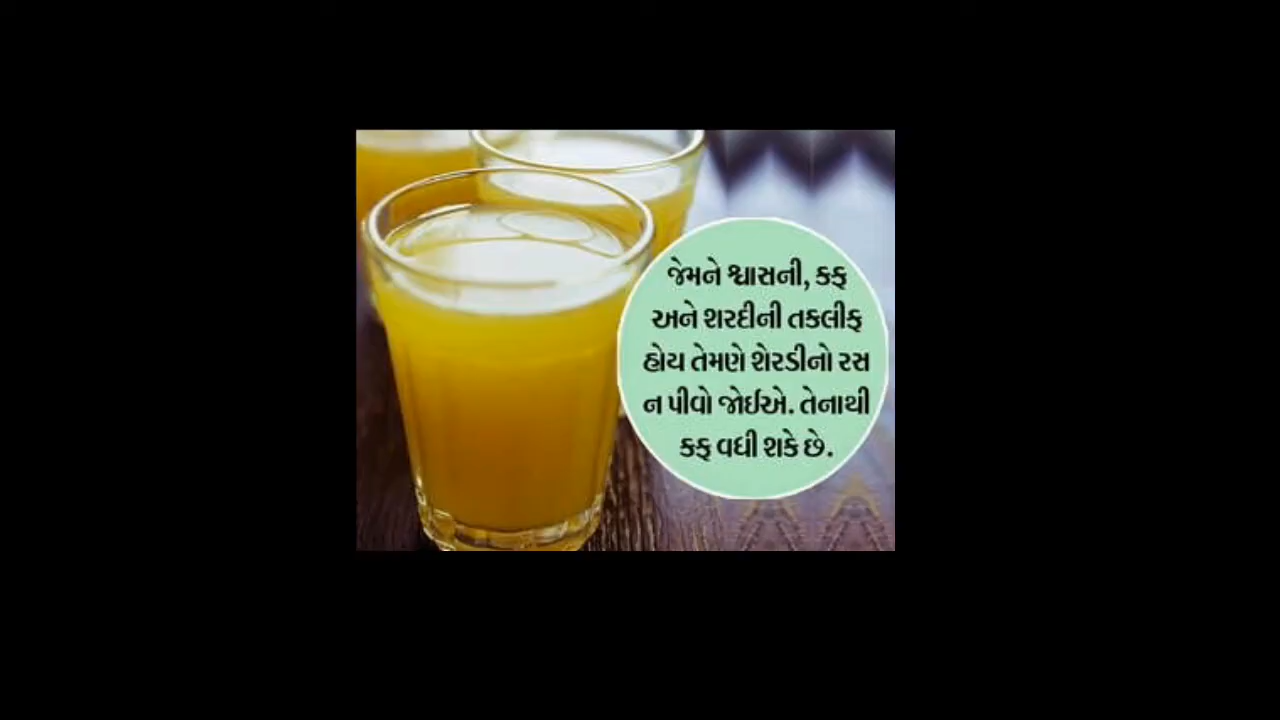 જેમને શ્વાસની, કફ
અને શરદીની તકલીફ
હોય તેમણે શેરડીનો રસ
ન પીવો જોઈએ. તેનાથી
કફ વધી શકે છે.